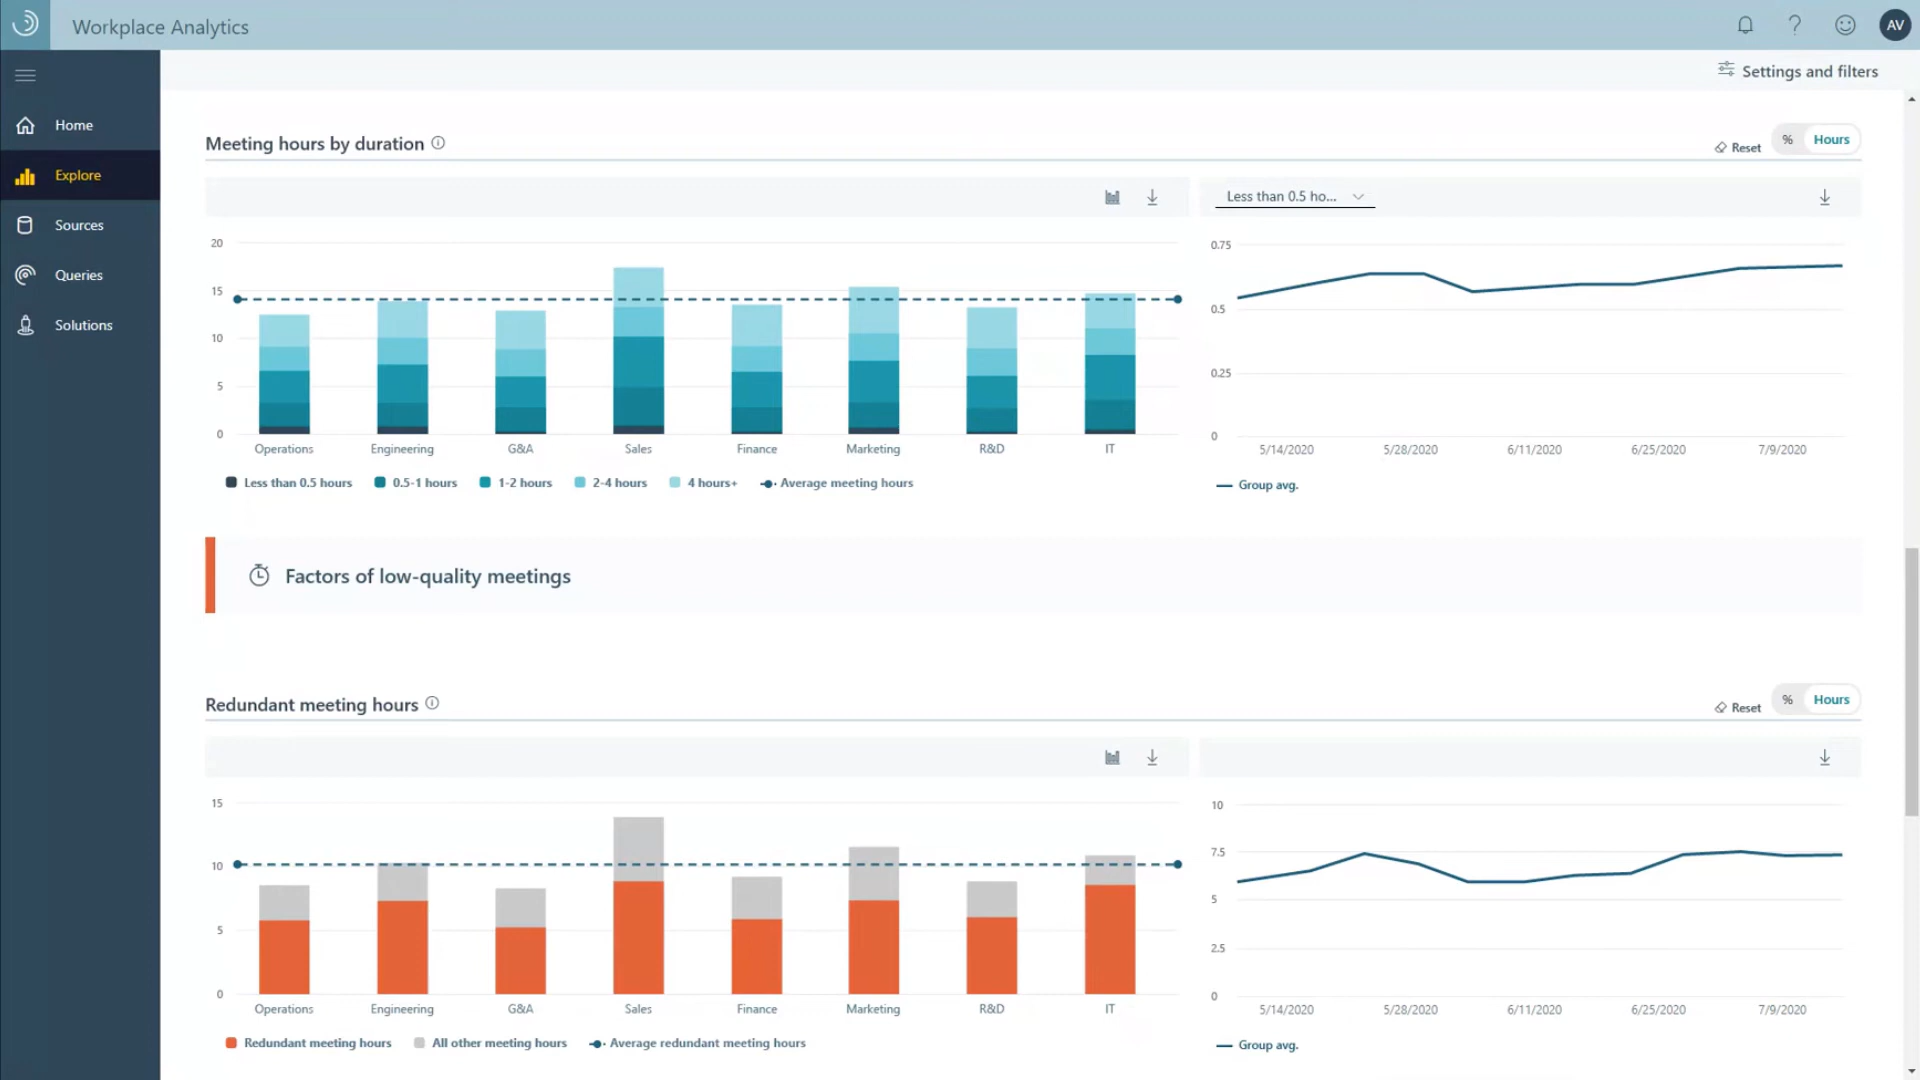 Workplace Analytics
AV
Settings and filters
Home
Explore
Sources
Queries
Solutions
Meeting hours by duration
Reset
% Hours
Less than 0.5 ho...
20
15
10
5
0
Operations Engineering G&A Sales Finance Marketing R&D IT
Less than 0.5 hours 0.5-1 hours 1-2 hours 2-4 hours 4 hours+ Average meeting hours
0.75
0.5
0.25
0
5/14/2020 5/28/2020 6/11/2020 6/25/2020 7/9/2020
Group avg.
Factors of low-quality meetings
Redundant meeting hours
Reset
% Hours
15
10
5
0
Operations Engineering G&A Sales Finance Marketing R&D IT
Redundant meeting hours All other meeting hours Average redundant meeting hours
10
7.5
5
2.5
0
5/14/2020 5/28/2020 6/11/2020 6/25/2020 7/9/2020
Group avg.